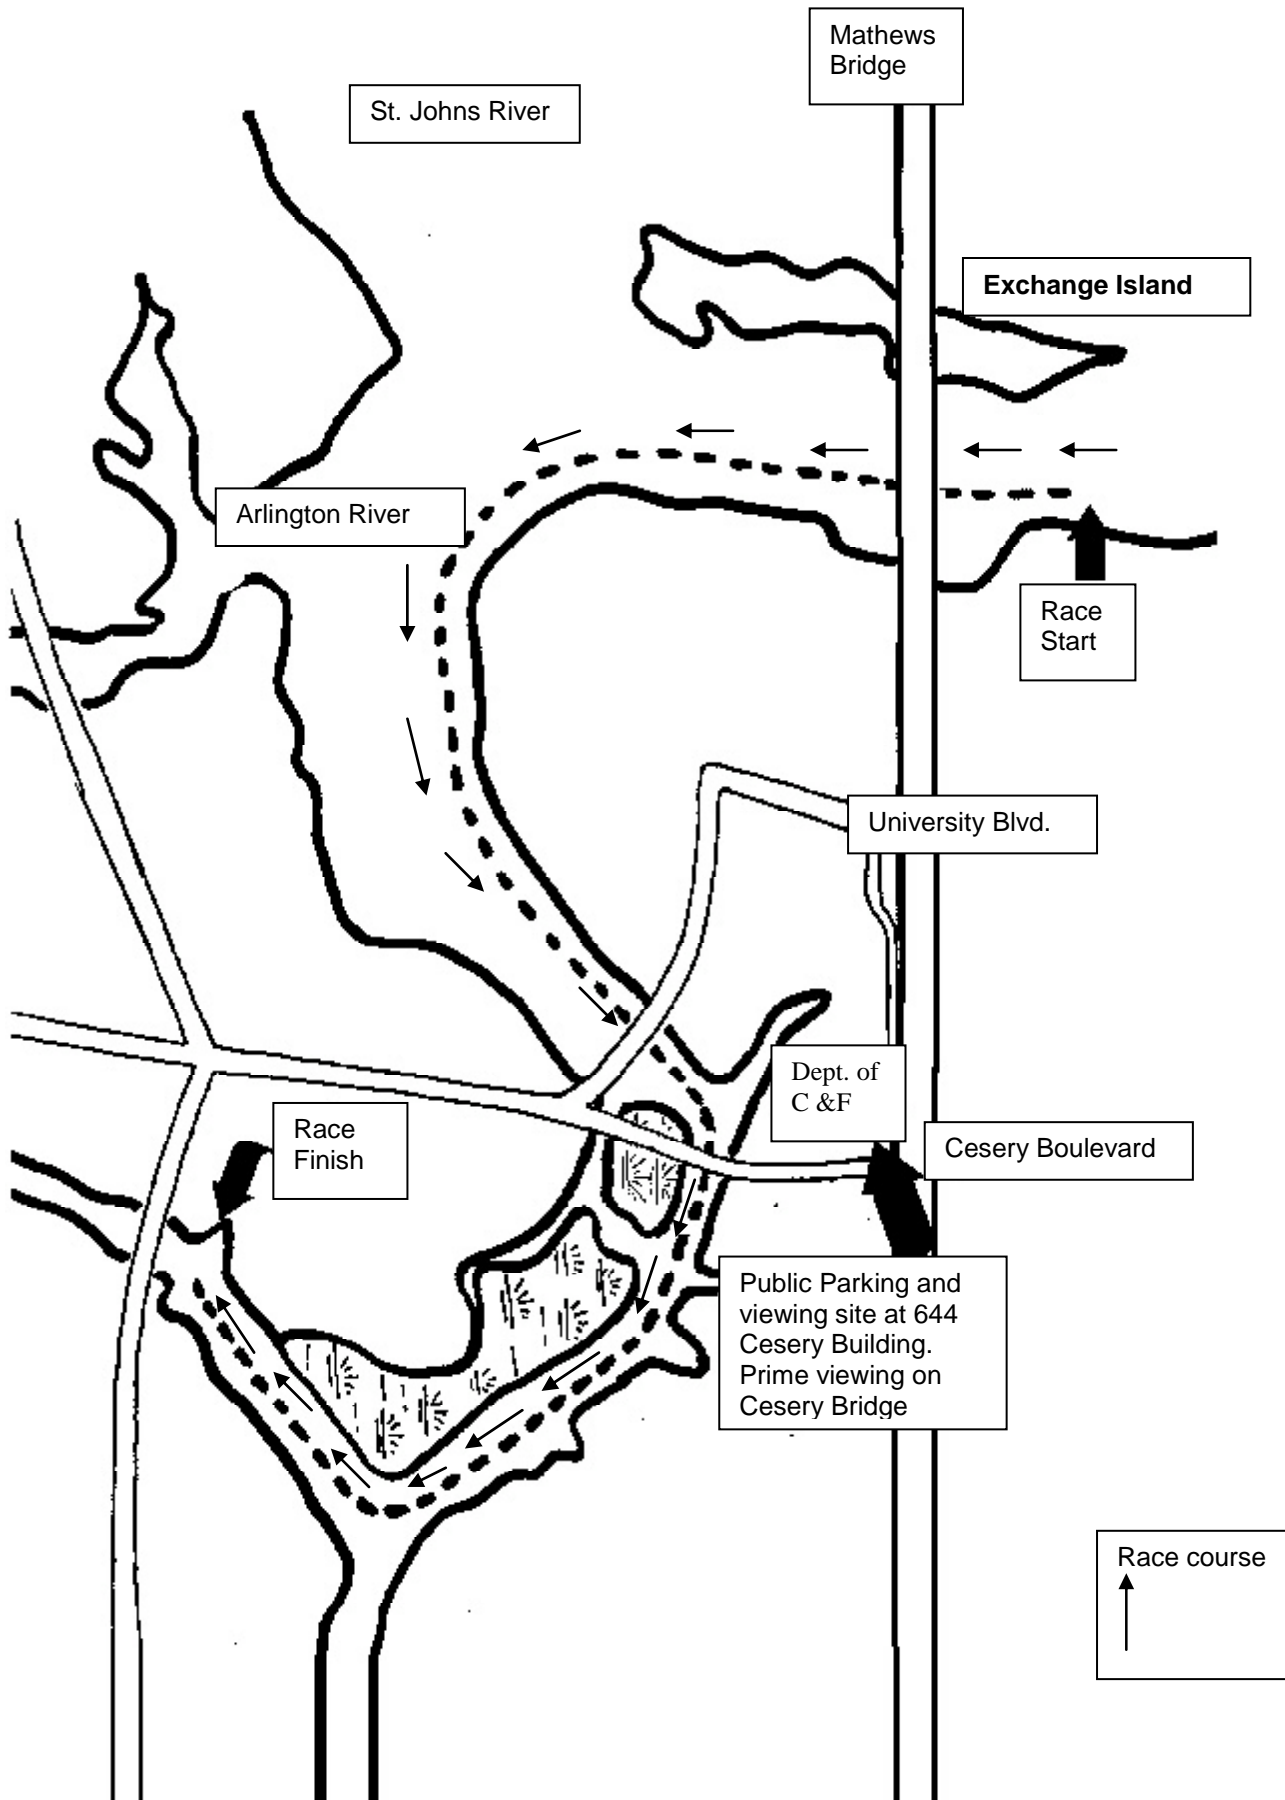 Mathews
Bridge
St. Johns River
Exchange Island
Arlington River
Race
Start
University Blvd.
Dept. of
C &F
Race
Finish
Cesery Boulevard
Public Parking and
viewing site at 644
Cesery Building.
Prime viewing on
Cesery Bridge
Race course